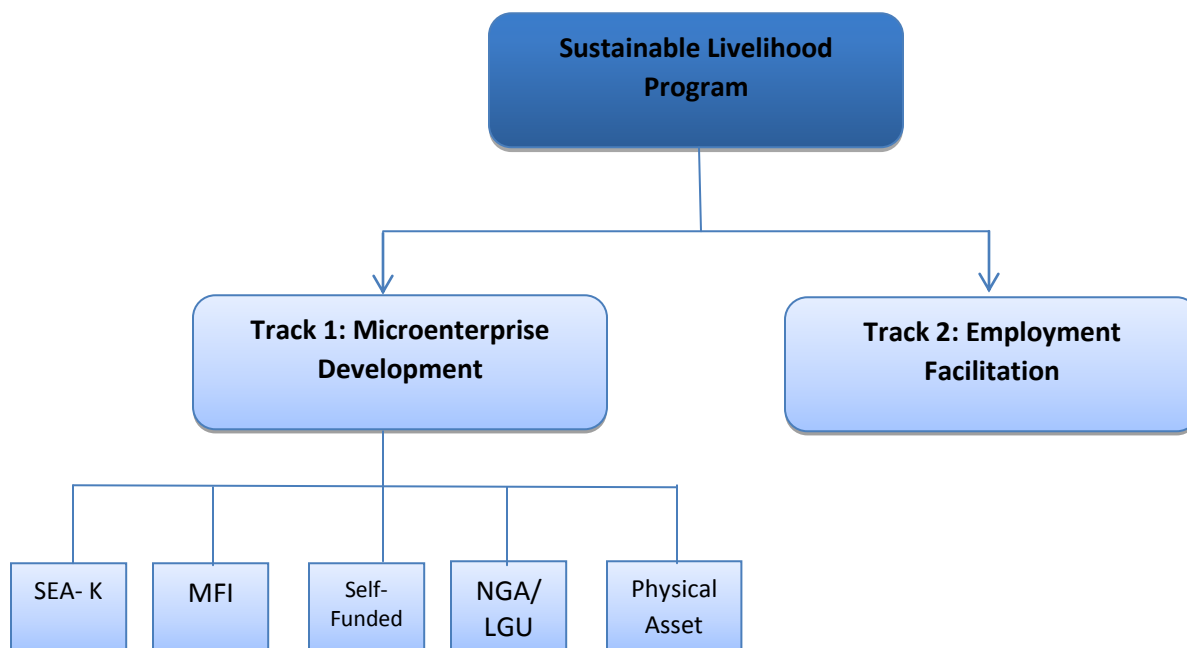 Sustainable Livelihood
Program
Track 1: Microenterprise
Development
Track 2: Employment
Facilitation
SEA- K
MFI
Self-
Funded
NGA/
LGU
Physical
Asset